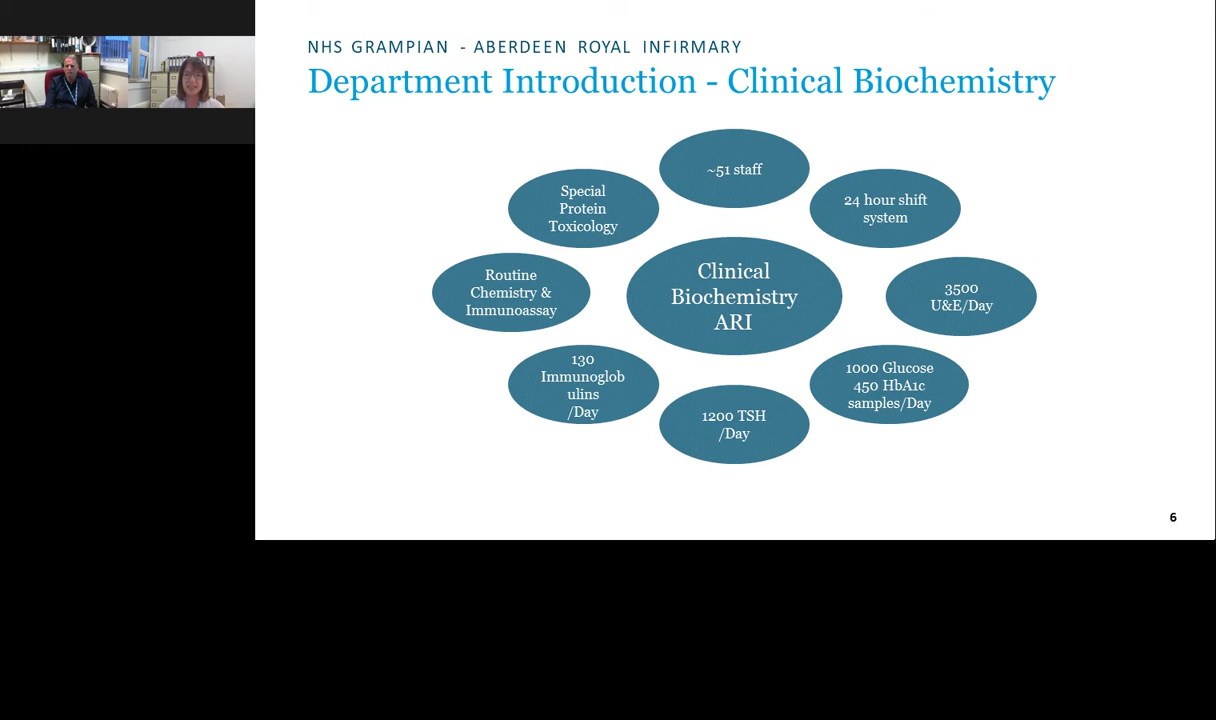 NHS GRAMPIAN - ABERDEEN ROYAL INFIRMARY
Department Introduction - Clinical Biochemistry
~51 staff
24 hour shift
system
3500
U&E/Day
1000 Glucose
450 HbA1c
samples/Day
1200 TSH
/Day
130
Immunoglob
ulins
/Day
Routine
Chemistry &
Immunoassay
Special
Protein
Toxicology
Clinical
Biochemistry
ARI
6